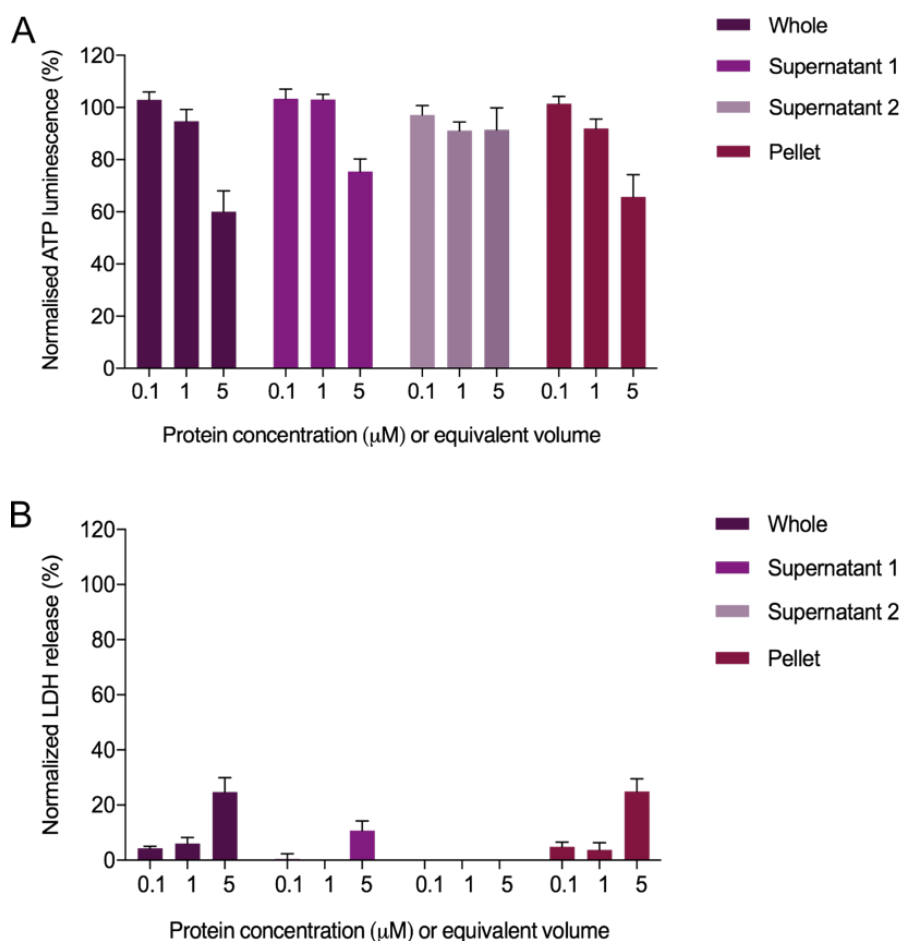 A
Normalised ATP luminescence (%)
120
100
80
60
40
20
0
0.1 1 5 0.1 1 5 0.1 1 5 0.1 1 5
Protein concentration (μM) or equivalent volume
Whole
Supernatant 1
Supernatant 2
Pellet
B
Normalized LDH release (%)
120
100
80
60
40
20
0
0.1 1 5 0.1 1 5 0.1 1 5 0.1 1 5
Protein concentration (μM) or equivalent volume
Whole
Supernatant 1
Supernatant 2
Pellet